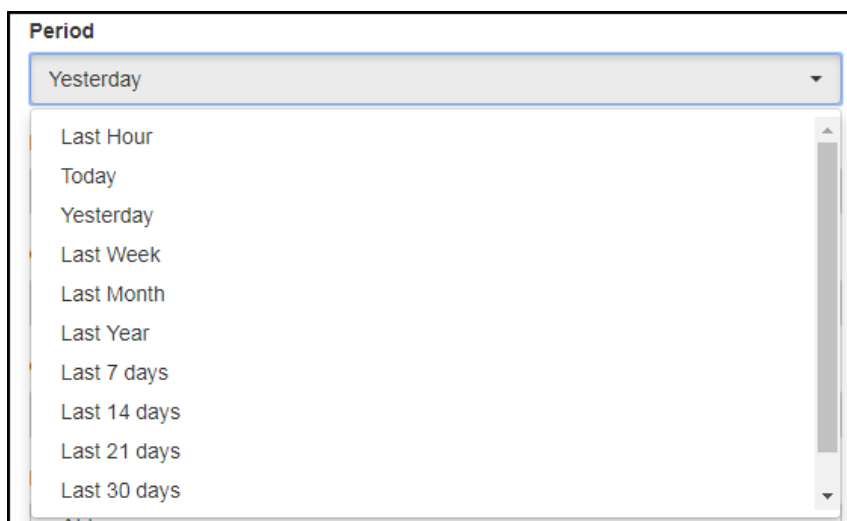 Period
Yesterday
Last Hour
Today
Yesterday
Last Week
Last Month
Last Year
Last 7 days
Last 14 days
Last 21 days
Last 30 days